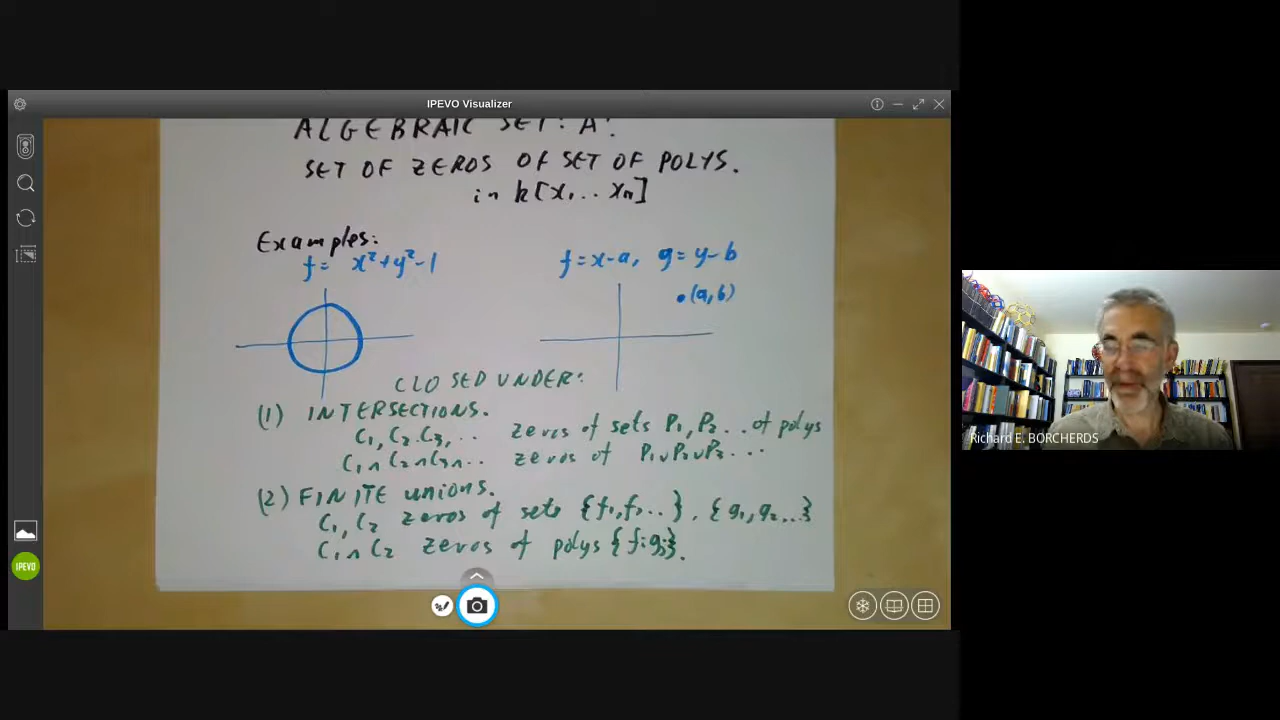 IPEVO Visualizer
ALGEBRAIC SET: Aⁿ:
SET OF ZEROS OF SET OF POLYS.
in k[x₁.. xₙ]
Examples:
f = x²+y²-1
f=x-a, g=y-b
(a,b)
CLOSED UNDER:
(1) INTERSECTIONS.
C₁, C₂.C₃, .. zeros of sets P₁, P₂ .. of polys
C₁∩C₂∩C₃∩.. zeros of P₁∪P₂∪P₃...
(2) FINITE unions.
C₁, C₂ zeros of sets {f₁,f₂..}, {g₁,g₂...}
C₁∩C₂ zeros of polys {fᵢgⱼ}.
IPEVO
Richard E. BORCHERDS